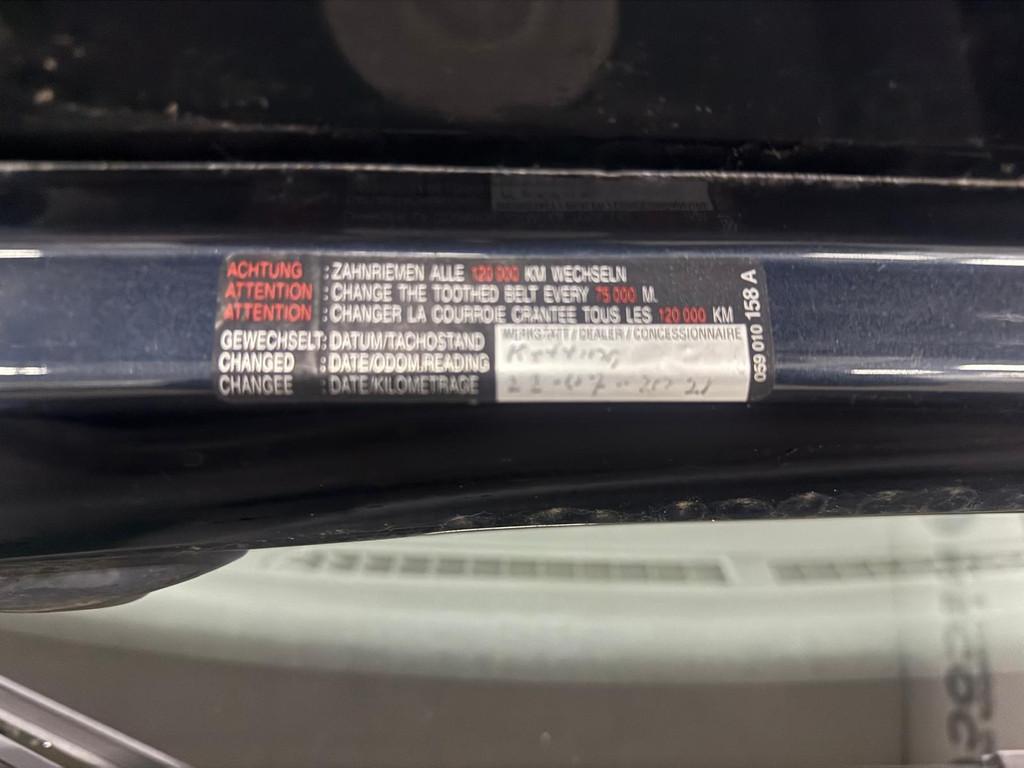 ACHTUNG : ZAHNRIEMEN ALLE 120 000 KM WECHSELN
ATTENTION : CHANGE THE TOOTHED BELT EVERY 75 000 M.
ATTENTION : CHANGER LA COURROIE CRANTEE TOUS LES 120 000 KM
GEWECHSELT: DATUM/TACHOSTAND
CHANGED : DATE/ODOM.READING
CHANGEE : DATE/KILOMETRAGE
WERKSTATT / DEALER / CONCESSIONNAIRE
059 010 158 A